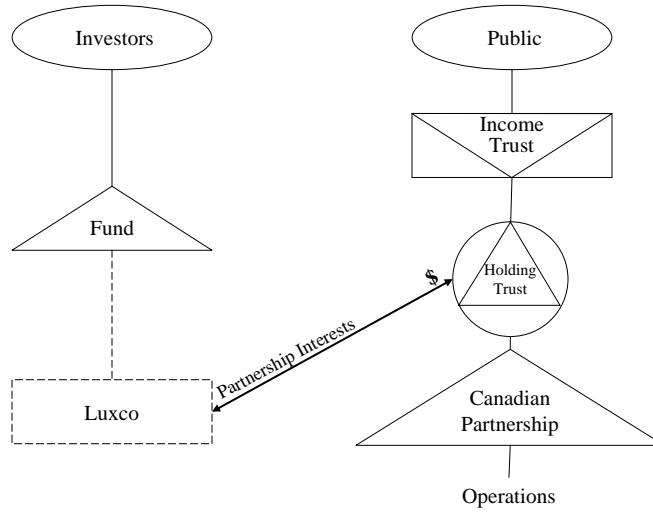 Investors
Public
Income
Trust
Fund
$
Holding
Trust
Partnership Interests
Luxco
Canadian
Partnership
Operations